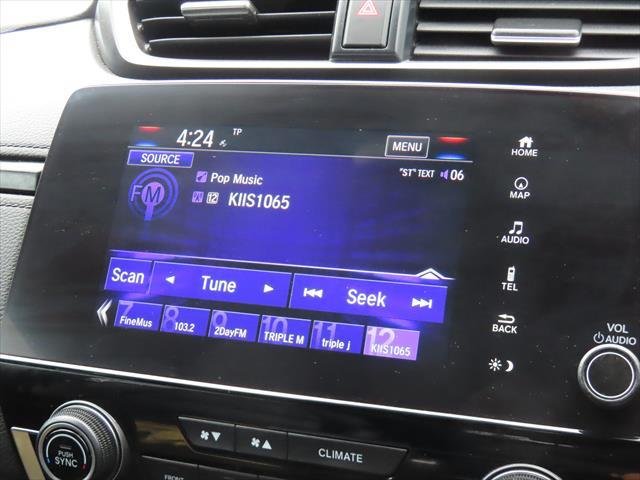 4:24 TP
MENU
SOURCE
"ST" TEXT 06
Pop Music
FM
12 KIIS1065
Scan ◄ Tune ► |◄◄ Seek ►►|
7 FineMus
8 103.2
9 2DayFM
10 TRIPLE M
11 triple j
12 KIIS1065
HOME
MAP
AUDIO
TEL
BACK
VOL
AUDIO
PUSH
SYNC
▼
▲
CLIMATE
FRONT